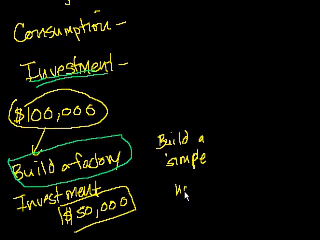 Consumption -
Investment -
$100,000
Build a factory
Investment
$50,000
Build a
simple